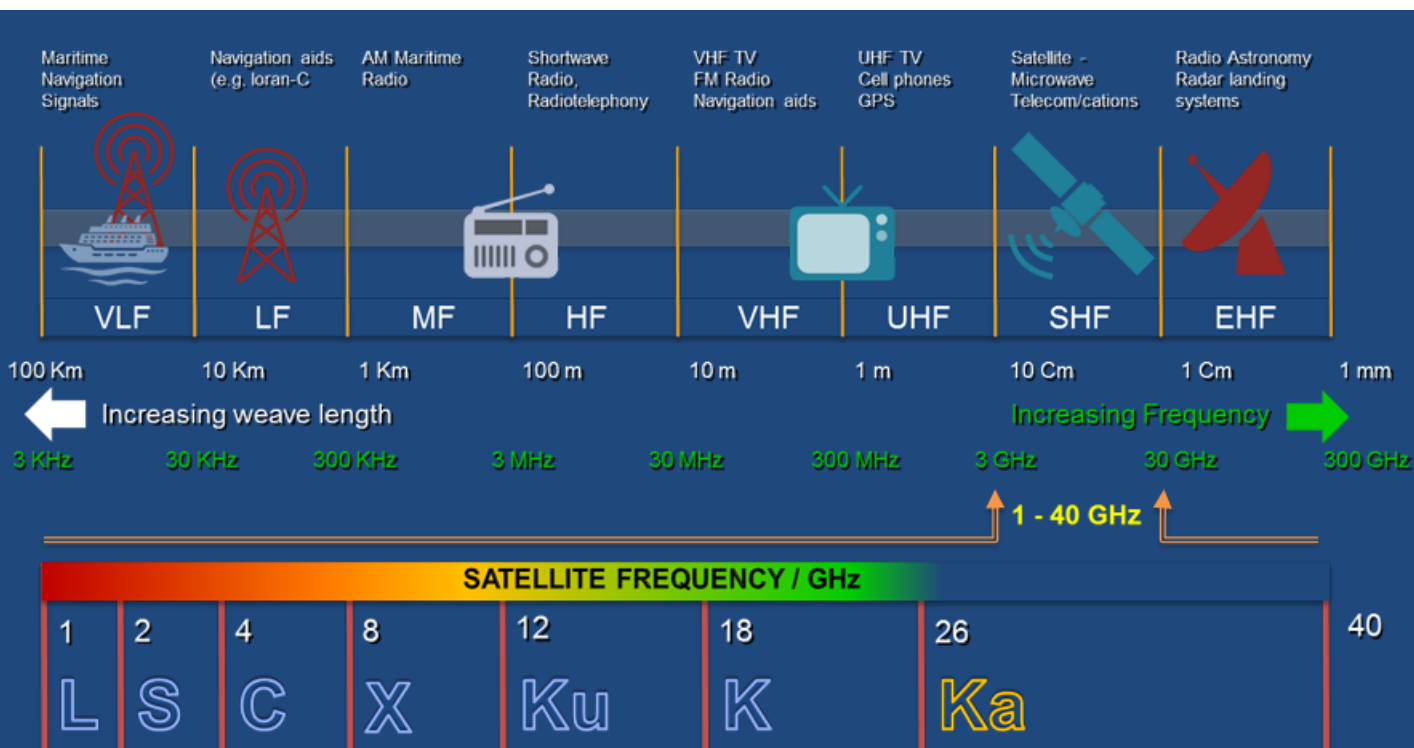 Maritime
Navigation
Signals
Navigation aids
(e.g. loran-C
AM Maritime
Radio
Shortwave
Radio,
Radiotelephony
VHF TV
FM Radio
Navigation aids
UHF TV
Cell phones
GPS
Satellite -
Microwave
Telecom/cations
Radio Astronomy
Radar landing
systems
VLF LF MF HF VHF UHF SHF EHF
100 Km 10 Km 1 Km 100 m 10 m 1 m 10 Cm 1 Cm 1 mm
Increasing weave length Increasing Frequency
3 KHz 30 KHz 300 KHz 3 MHz 30 MHz 300 MHz 3 GHz 30 GHz 300 GHz
1 - 40 GHz
SATELLITE FREQUENCY / GHz
1 2 4 8 12 18 26 40
L S C X Ku K Ka